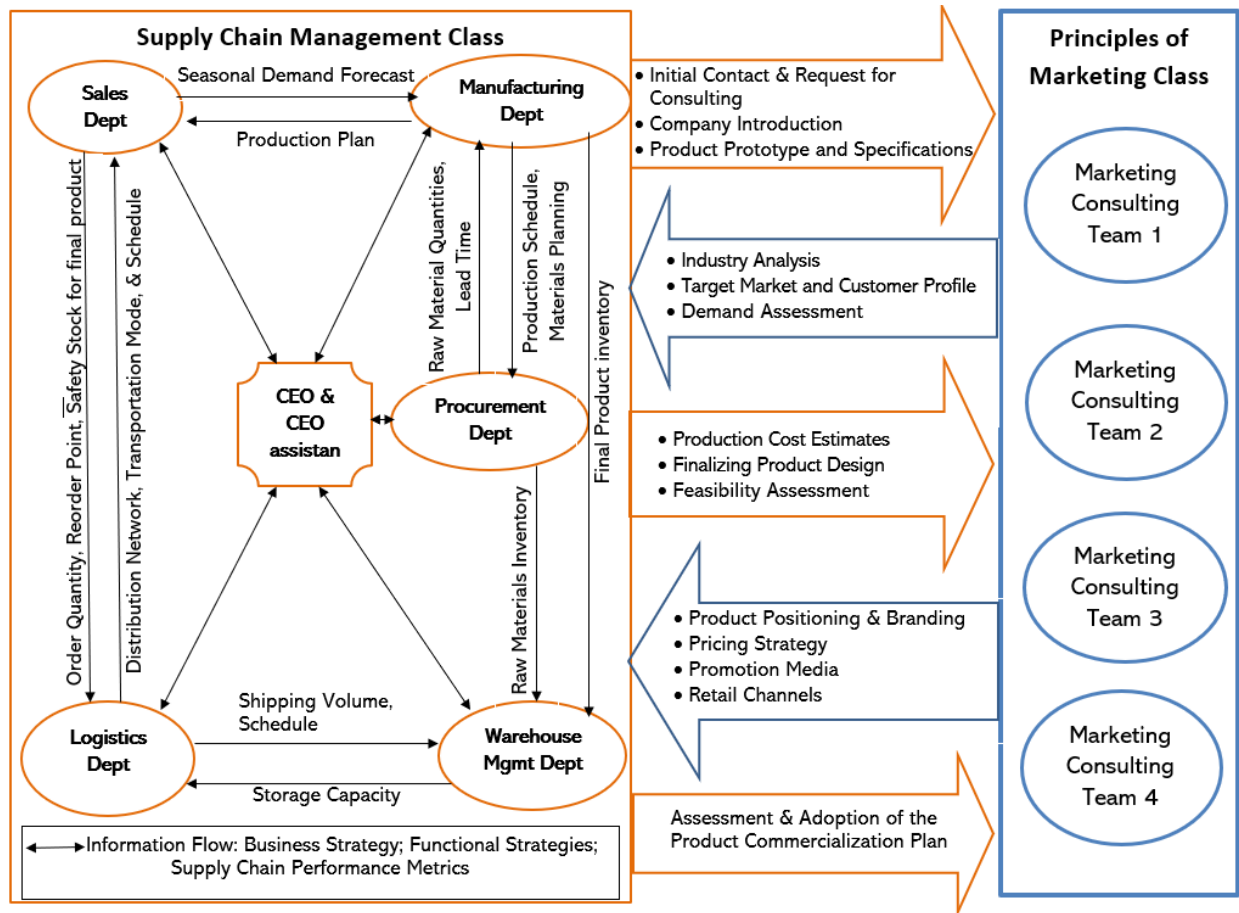 Supply Chain Management Class
Seasonal Demand Forecast
Sales
Dept
Manufacturing
Dept
Production Plan
Order Quantity, Reorder Point, Safety Stock for final product
Distribution Network, Transportation Mode, & Schedule
Raw Material Quantities,
Lead Time
Production Schedule,
Materials Planning
Final Product inventory
CEO &
CEO
assistan
Procurement
Dept
Raw Materials Inventory
Shipping Volume,
Schedule
Logistics
Dept
Warehouse
Mgmt Dept
Storage Capacity
Information Flow: Business Strategy; Functional Strategies;
Supply Chain Performance Metrics
• Initial Contact & Request for
Consulting
• Company Introduction
• Product Prototype and Specifications
• Industry Analysis
• Target Market and Customer Profile
• Demand Assessment
• Production Cost Estimates
• Finalizing Product Design
• Feasibility Assessment
• Product Positioning & Branding
• Pricing Strategy
• Promotion Media
• Retail Channels
Assessment & Adoption of the
Product Commercialization Plan
Principles of
Marketing Class
Marketing
Consulting
Team 1
Marketing
Consulting
Team 2
Marketing
Consulting
Team 3
Marketing
Consulting
Team 4